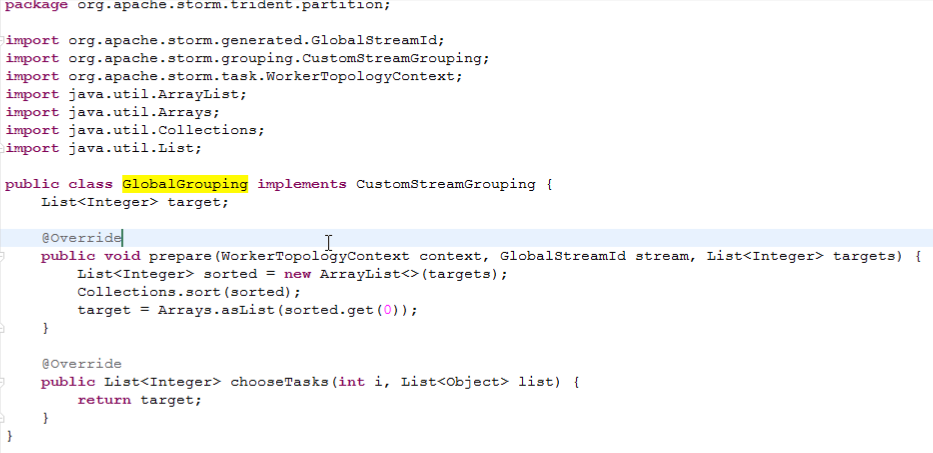 package org.apache.storm.trident.partition;
import org.apache.storm.generated.GlobalStreamId;
import org.apache.storm.grouping.CustomStreamGrouping;
import org.apache.storm.task.WorkerTopologyContext;
import java.util.ArrayList;
import java.util.Arrays;
import java.util.Collections;
import java.util.List;
public class GlobalGrouping implements CustomStreamGrouping {
List<Integer> target;
@Override
public void prepare(WorkerTopologyContext context, GlobalStreamId stream, List<Integer> targets) {
List<Integer> sorted = new ArrayList<>(targets);
Collections.sort(sorted);
target = Arrays.asList(sorted.get(0));
}
@Override
public List<Integer> chooseTasks(int i, List<Object> list) {
return target;
}
}